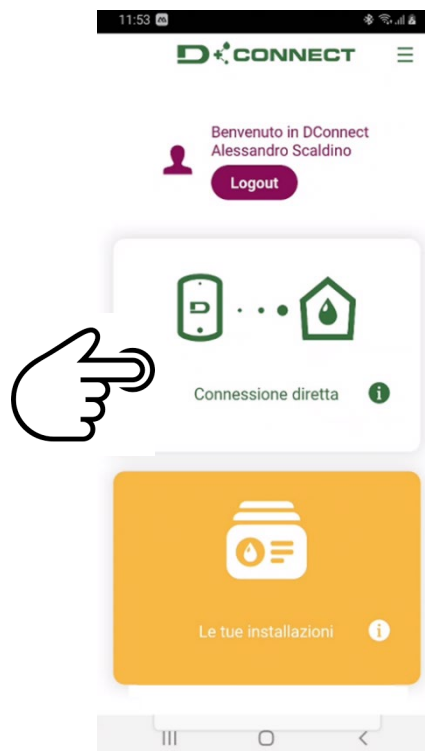 11:53
D CONNECT
Benvenuto in DConnect
Alessandro Scaldino
Logout
D
Connessione diretta i
Le tue installazioni i